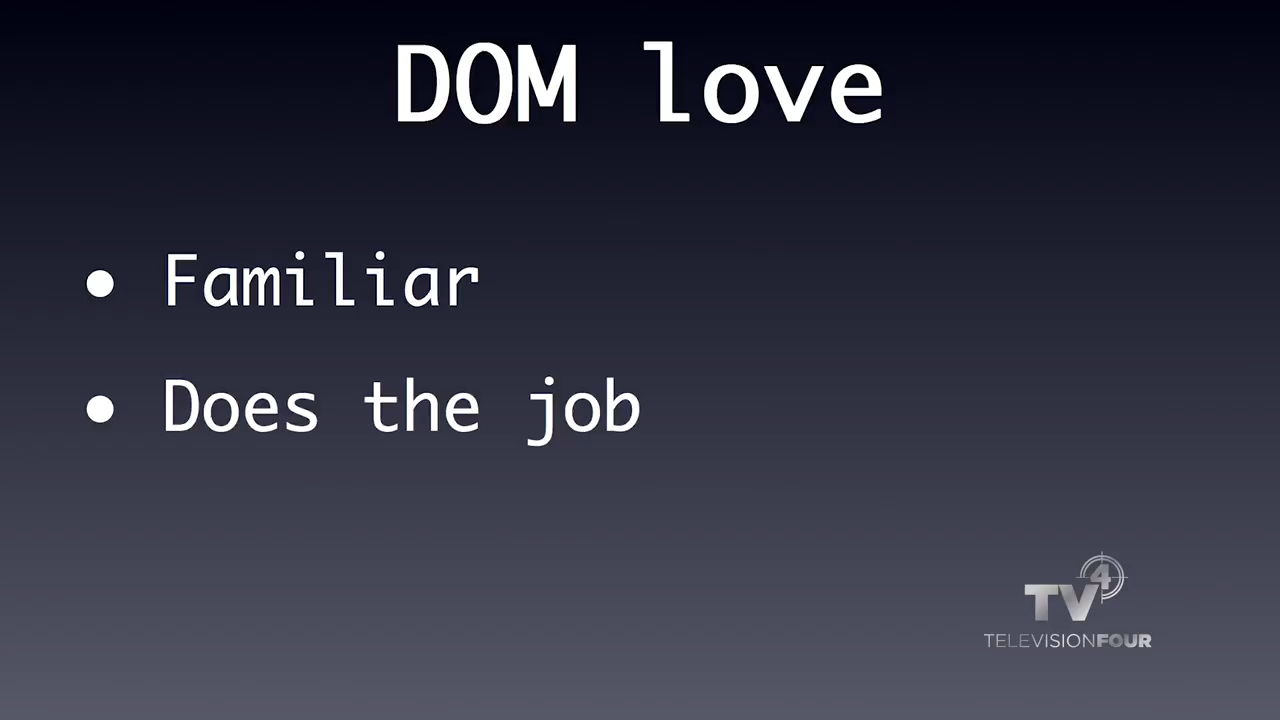 DOM love
• Familiar
• Does the job
TV4
TELEVISIONFOUR